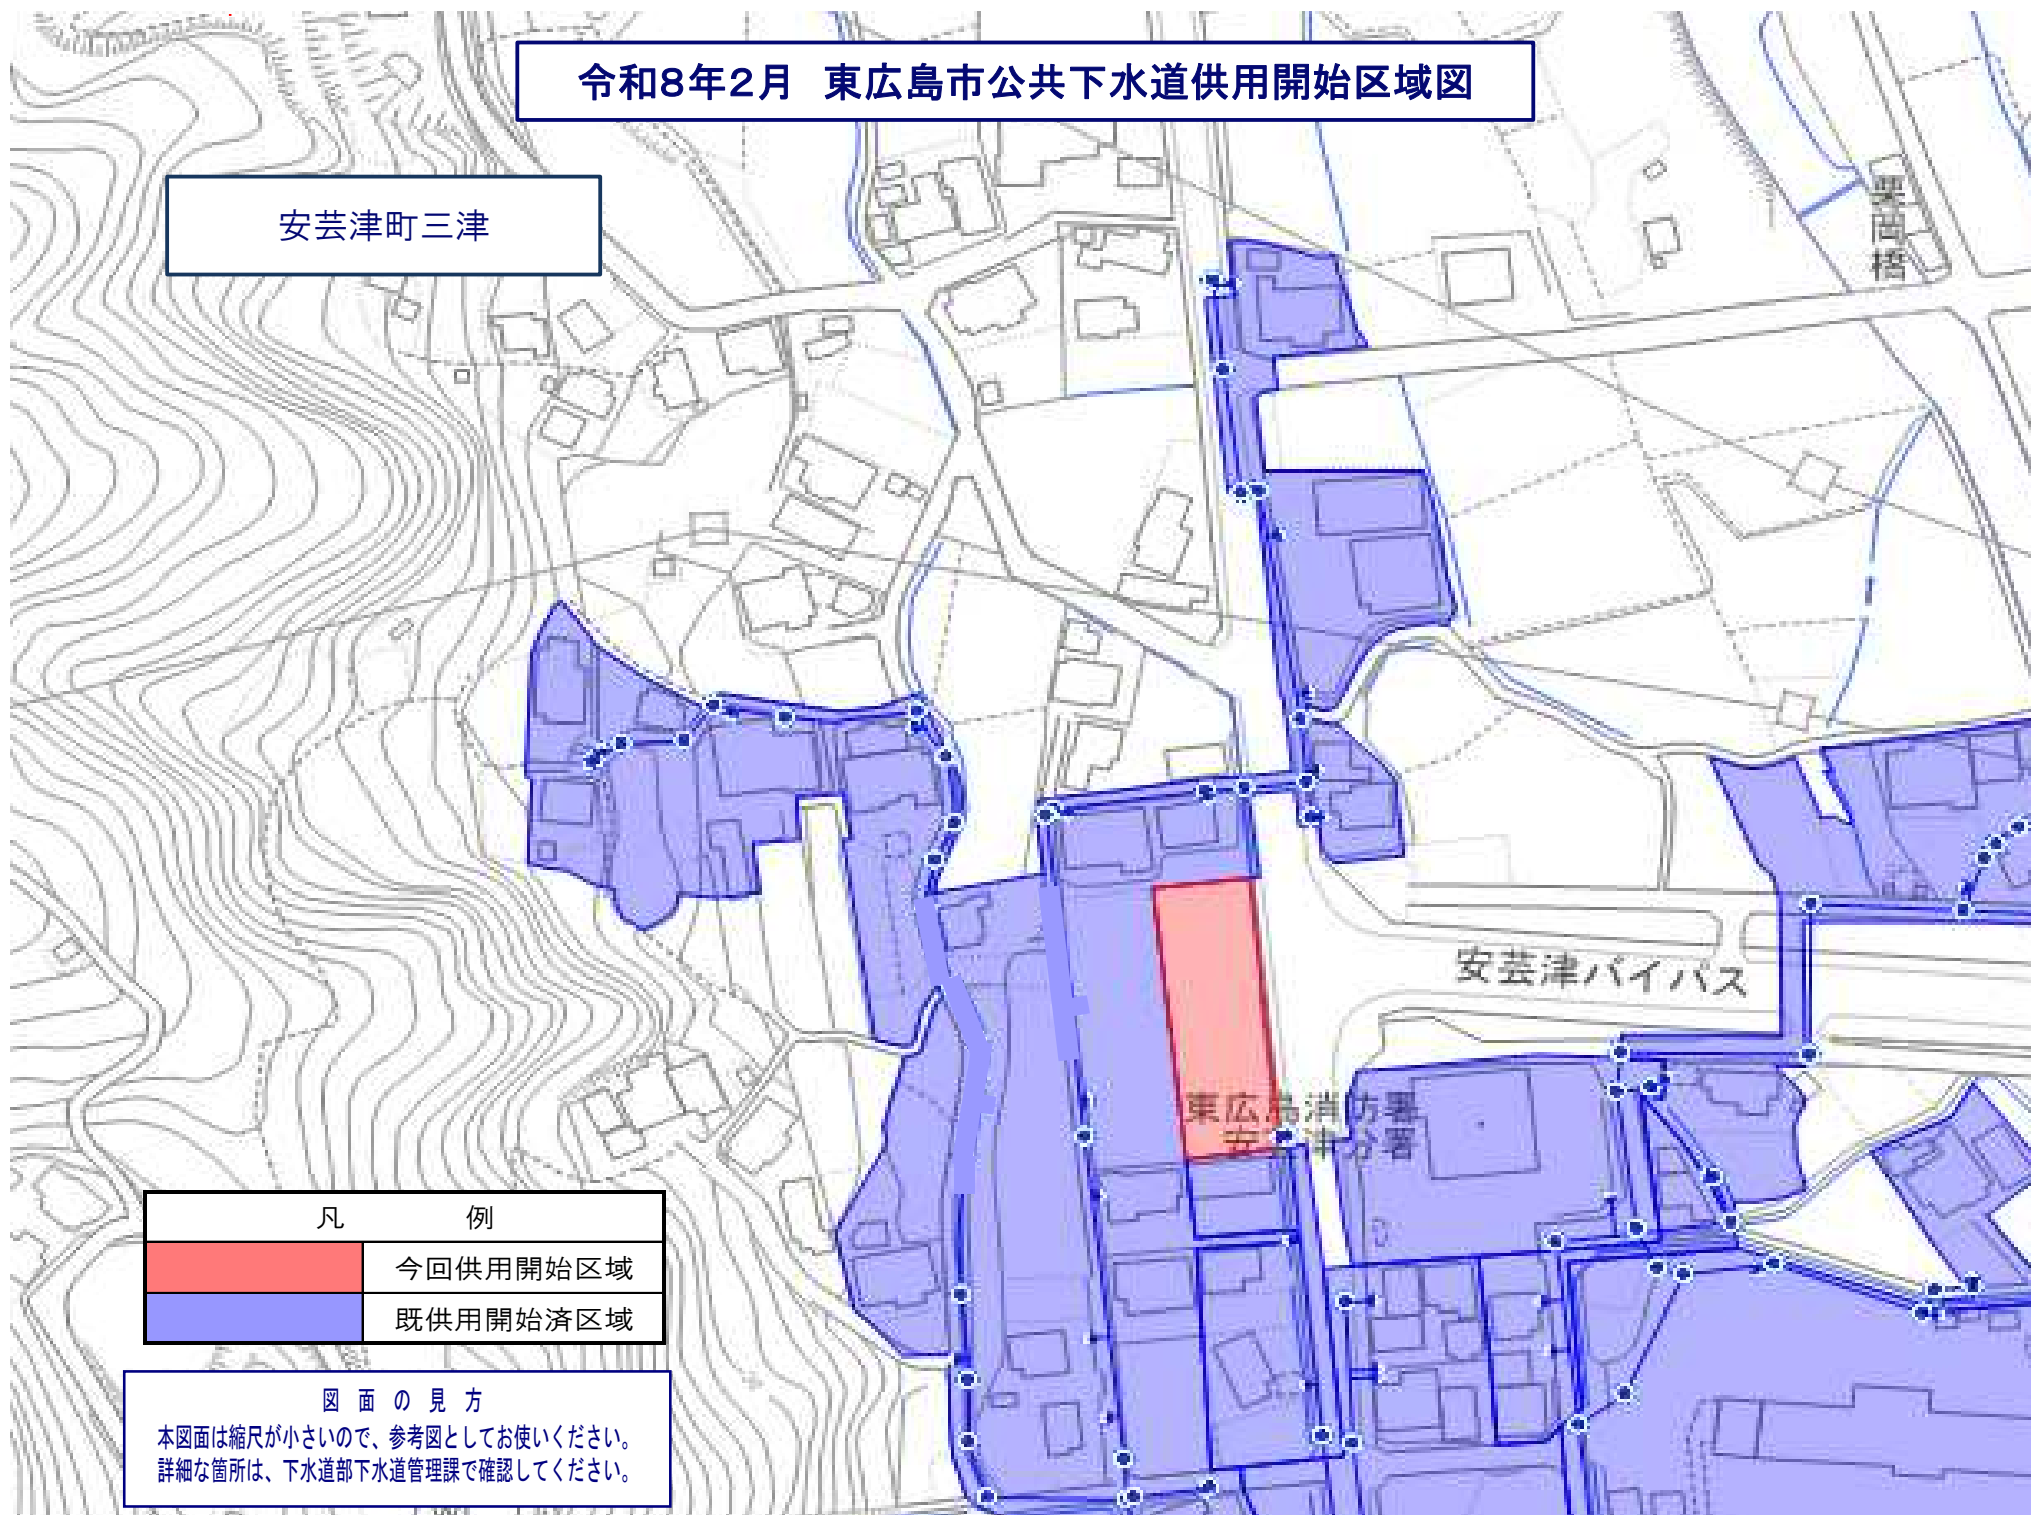 令和8年2月　東広島市公共下水道供用開始区域図
安芸津町三津
栗岡橋
安芸津バイパス
東広島消防署
安芸津分署
凡　例
今回供用開始区域
既供用開始済区域
図 面 の 見 方
本図面は縮尺が小さいので、参考図としてお使いください。
詳細な箇所は、下水道部下水道管理課で確認してください。